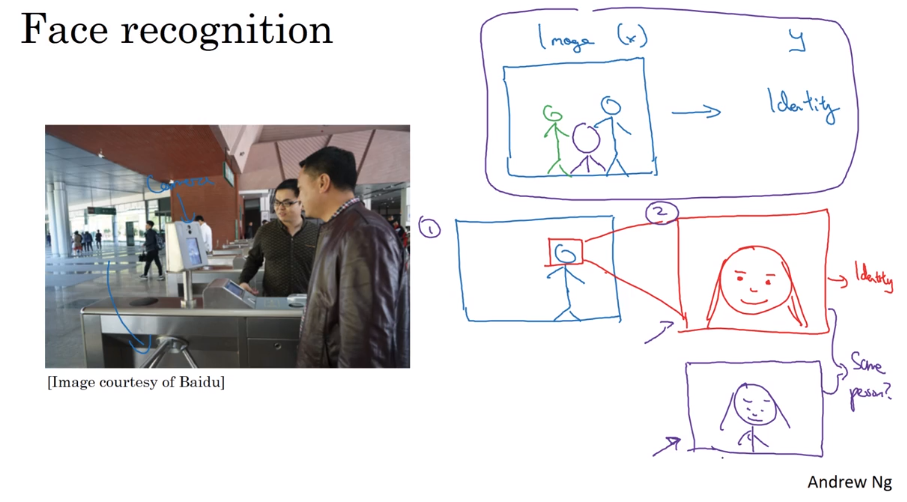 Face recognition
Image (x)
y
Identity
Camera
1
2
Identity
Same
person?
[Image courtesy of Baidu]
Andrew Ng